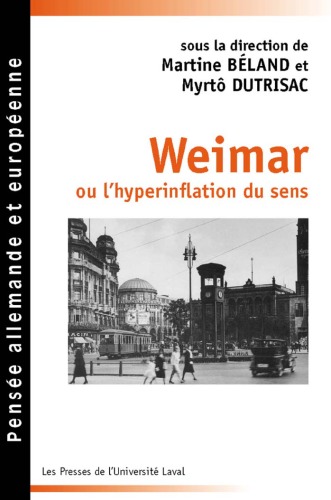 sous la direction de
Martine BÉLAND et
Myrtô DUTRISAC
Weimar
ou l'hyperinflation du sens
Pensée allemande et européenne
Les Presses de l'Université Laval